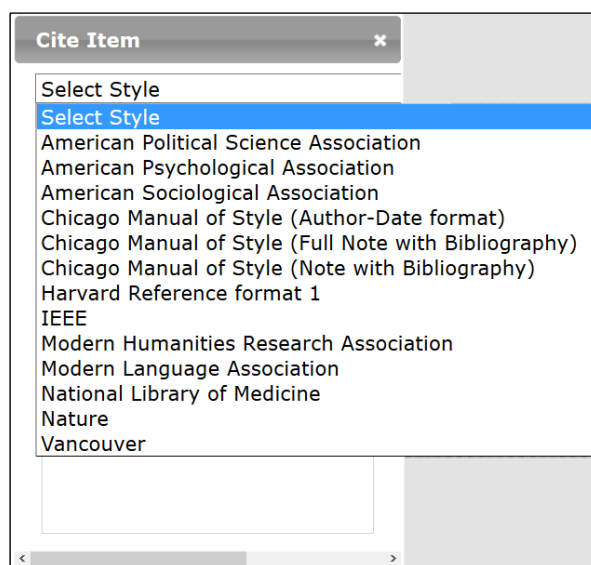 Cite Item
Select Style
Select Style
American Political Science Association
American Psychological Association
American Sociological Association
Chicago Manual of Style (Author-Date format)
Chicago Manual of Style (Full Note with Bibliography)
Chicago Manual of Style (Note with Bibliography)
Harvard Reference format 1
IEEE
Modern Humanities Research Association
Modern Language Association
National Library of Medicine
Nature
Vancouver